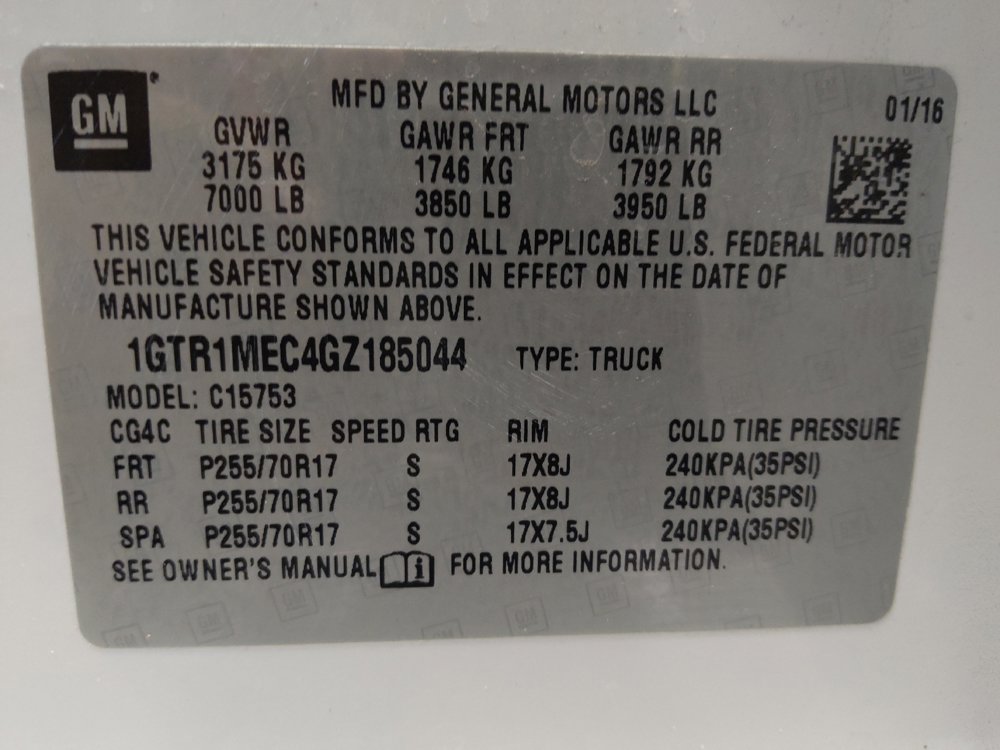 GM
MFD BY GENERAL MOTORS LLC 01/16
GVWR GAWR FRT GAWR RR
3175 KG 1746 KG 1792 KG
7000 LB 3850 LB 3950 LB
THIS VEHICLE CONFORMS TO ALL APPLICABLE U.S. FEDERAL MOTOR
VEHICLE SAFETY STANDARDS IN EFFECT ON THE DATE OF
MANUFACTURE SHOWN ABOVE.
1GTR1MEC4GZ185044 TYPE: TRUCK
MODEL: C15753
CG4C TIRE SIZE SPEED RTG RIM COLD TIRE PRESSURE
FRT P255/70R17 S 17X8J 240KPA(35PSI)
RR P255/70R17 S 17X8J 240KPA(35PSI)
SPA P255/70R17 S 17X7.5J 240KPA(35PSI)
SEE OWNER'S MANUAL i FOR MORE INFORMATION.